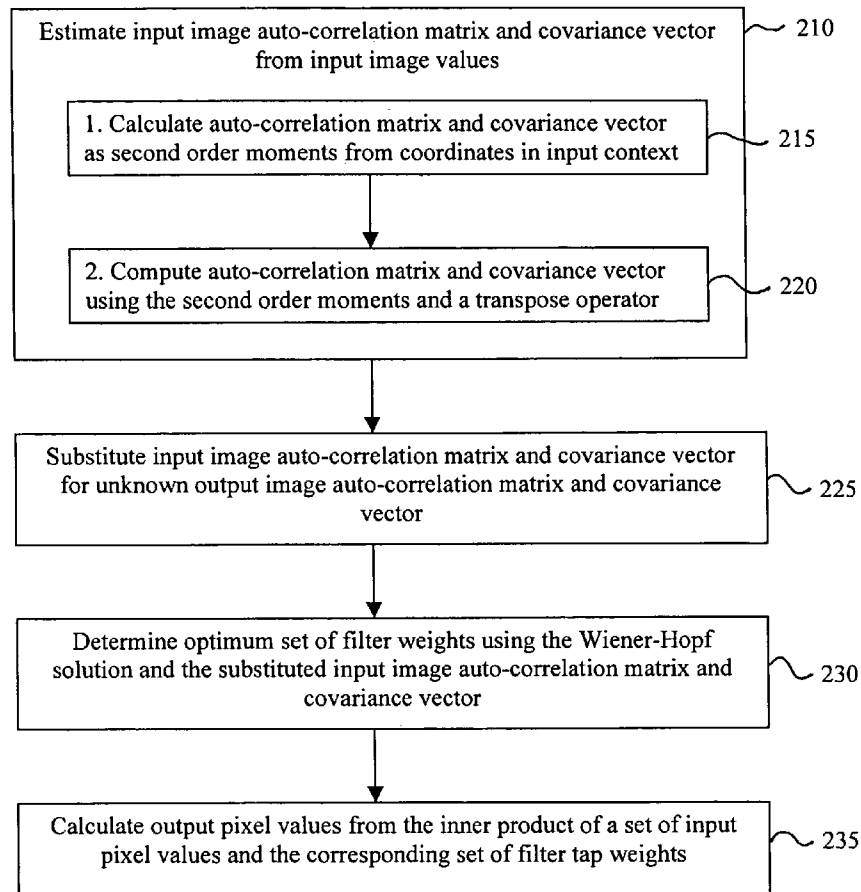 Estimate input image auto-correlation matrix and covariance vector
from input image values
210
1. Calculate auto-correlation matrix and covariance vector
as second order moments from coordinates in input context
215
2. Compute auto-correlation matrix and covariance vector
using the second order moments and a transpose operator
220
Substitute input image auto-correlation matrix and covariance vector
for unknown output image auto-correlation matrix and covariance
vector
225
Determine optimum set of filter weights using the Wiener-Hopf
solution and the substituted input image auto-correlation matrix and
covariance vector
230
Calculate output pixel values from the inner product of a set of input
pixel values and the corresponding set of filter tap weights
235